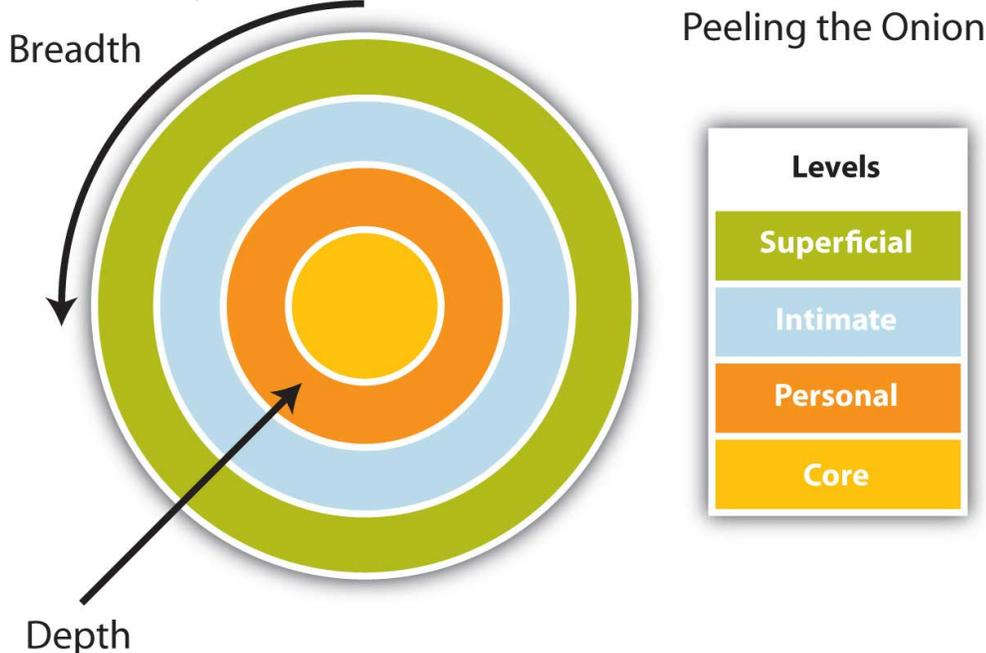 Peeling the Onion
Breadth
Levels
Superficial
Intimate
Personal
Core
Depth